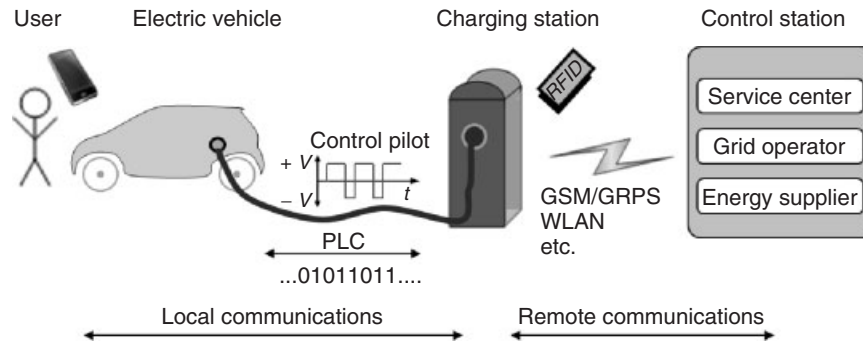 User
Electric vehicle
Charging station
Control station
RFID
Service center
Grid operator
Energy supplier
Control pilot
+ V
– V
t
GSM/GRPS
WLAN
etc.
PLC
...01011011....
Local communications
Remote communications